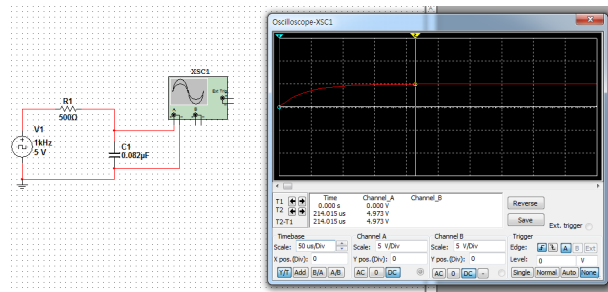 Oscilloscope-XSC1
XSC1
Ext Trig
A B
R1
500Ω
V1
1kHz
5 V
C1
0.082µF
Time Channel_A Channel_B
T1 0.000 s 0.000 V
T2 214.015 us 4.973 V
T2-T1 214.015 us 4.973 V
Reverse
Save
Ext. trigger
Timebase Channel A Channel B Trigger
Scale: 50 us/Div Scale: 5 V/Div Scale: 5 V/Div Edge: A B Ext
X pos.(Div): 0 Y pos.(Div): 0 Y pos.(Div): 0 Level: 0 V
Y/T Add B/A A/B AC 0 DC AC 0 DC - Single Normal Auto None